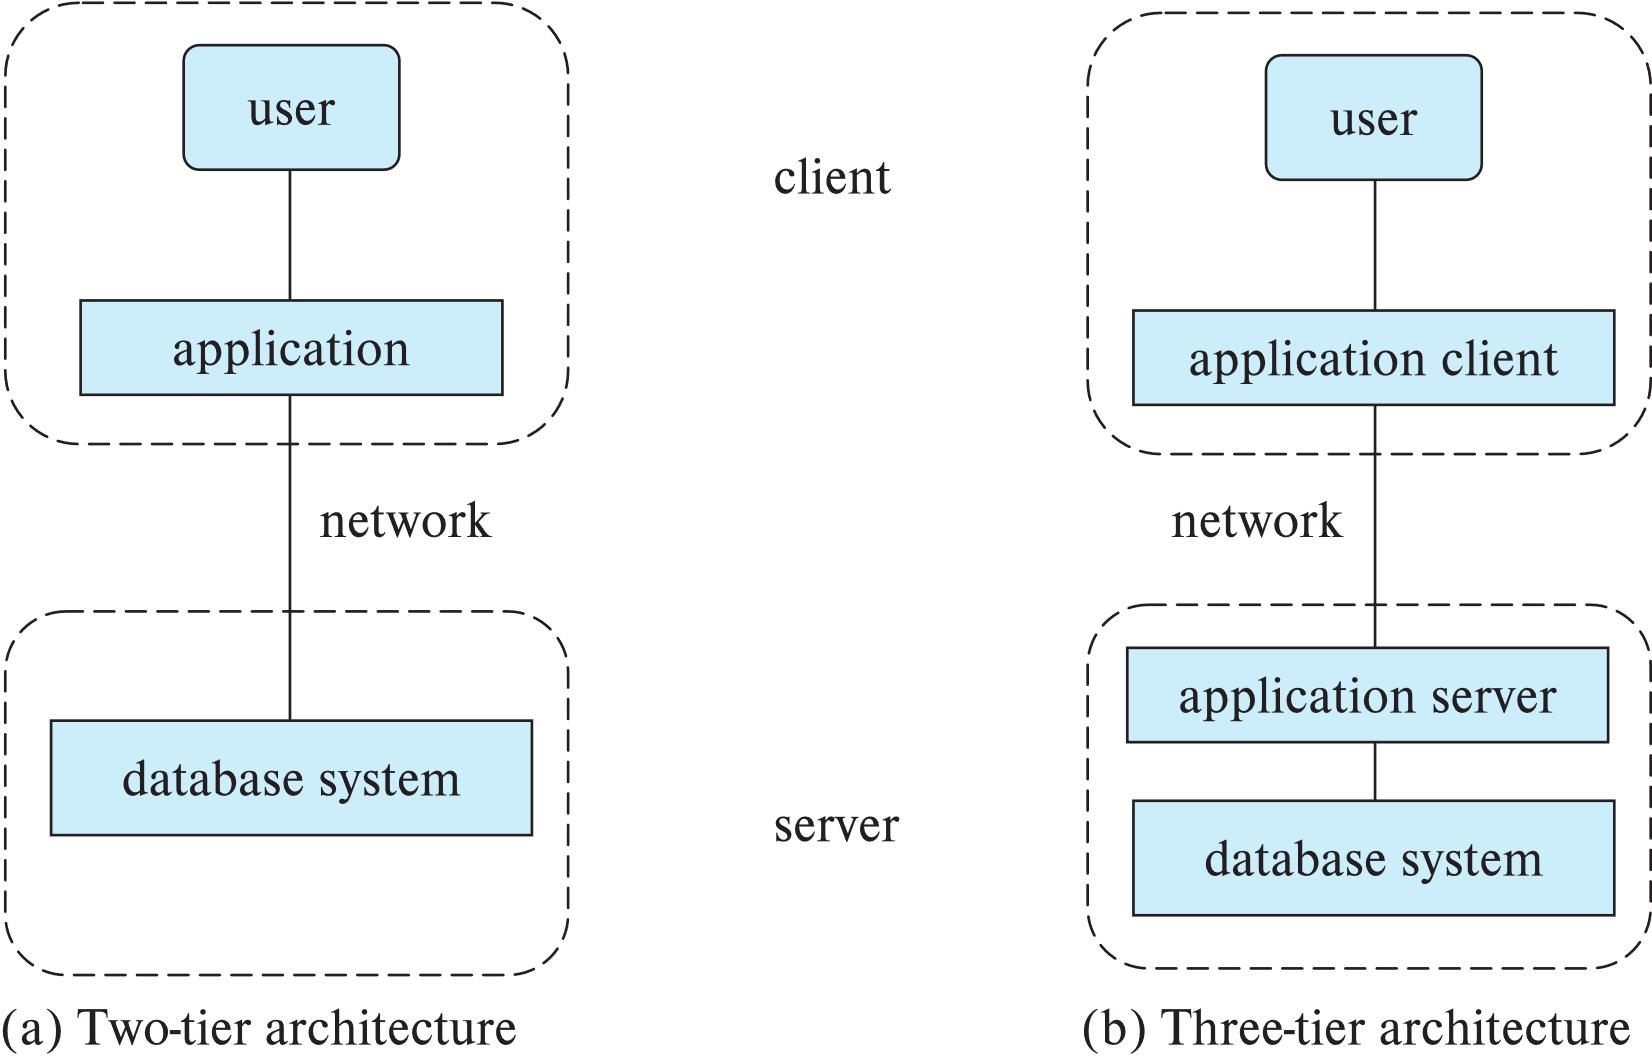 user
application
network
database system
(a) Two-tier architecture
client
server
user
application client
network
application server
database system
(b) Three-tier architecture